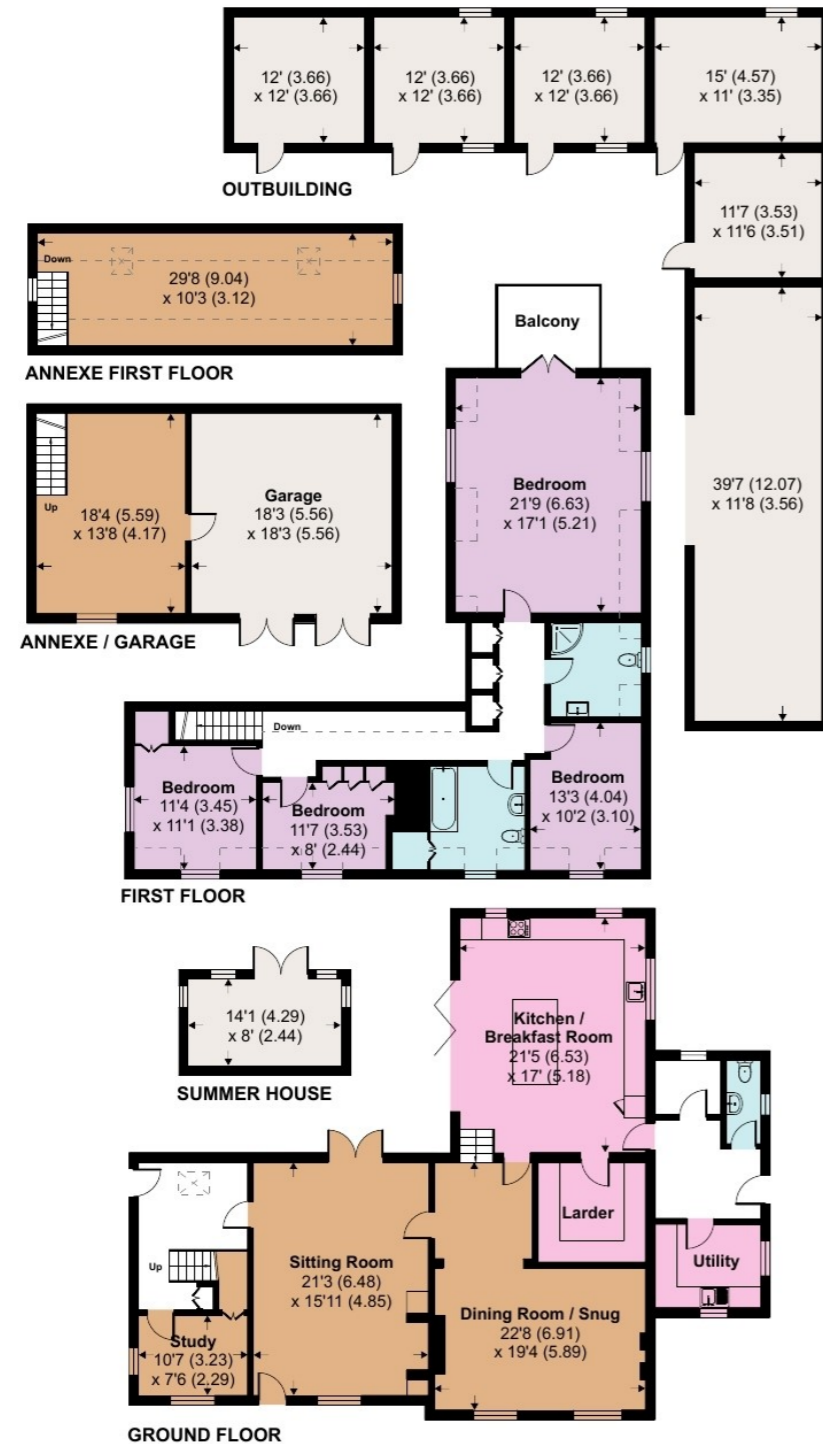 12' (3.66)
x 12' (3.66)
12' (3.66)
x 12' (3.66)
12' (3.66)
x 12' (3.66)
15' (4.57)
x 11' (3.35)
OUTBUILDING
11'7 (3.53)
x 11'6 (3.51)
39'7 (12.07)
x 11'8 (3.56)
Down
29'8 (9.04)
x 10'3 (3.12)
ANNEXE FIRST FLOOR
Up
18'4 (5.59)
x 13'8 (4.17)
Garage
18'3 (5.56)
x 18'3 (5.56)
ANNEXE / GARAGE
Balcony
Bedroom
21'9 (6.63)
x 17'1 (5.21)
Down
Bedroom
11'4 (3.45)
x 11'1 (3.38)
Bedroom
11'7 (3.53)
x 8' (2.44)
Bedroom
13'3 (4.04)
x 10'2 (3.10)
FIRST FLOOR
14'1 (4.29)
x 8' (2.44)
SUMMER HOUSE
Kitchen /
Breakfast Room
21'5 (6.53)
x 17' (5.18)
Larder
Utility
Up
Sitting Room
21'3 (6.48)
x 15'11 (4.85)
Dining Room / Snug
22'8 (6.91)
x 19'4 (5.89)
Study
10'7 (3.23)
x 7'6 (2.29)
GROUND FLOOR